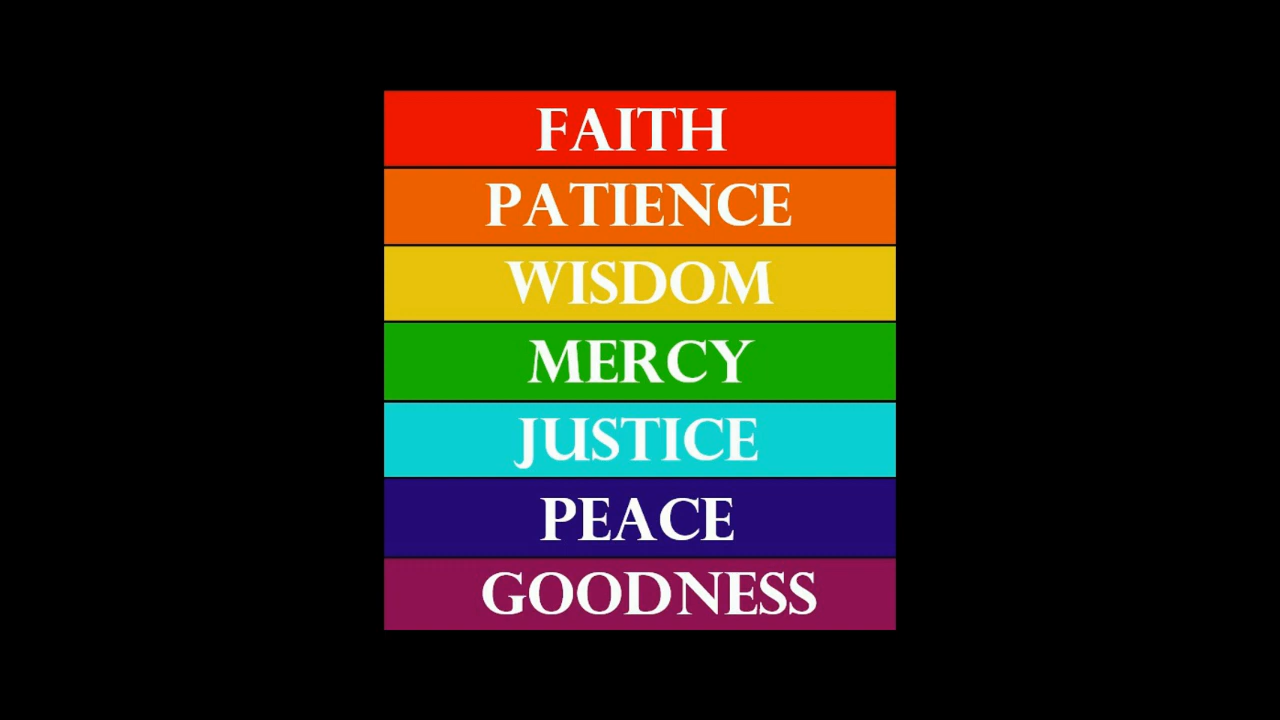 FAITH
PATIENCE
WISDOM
MERCY
JUSTICE
PEACE
GOODNESS